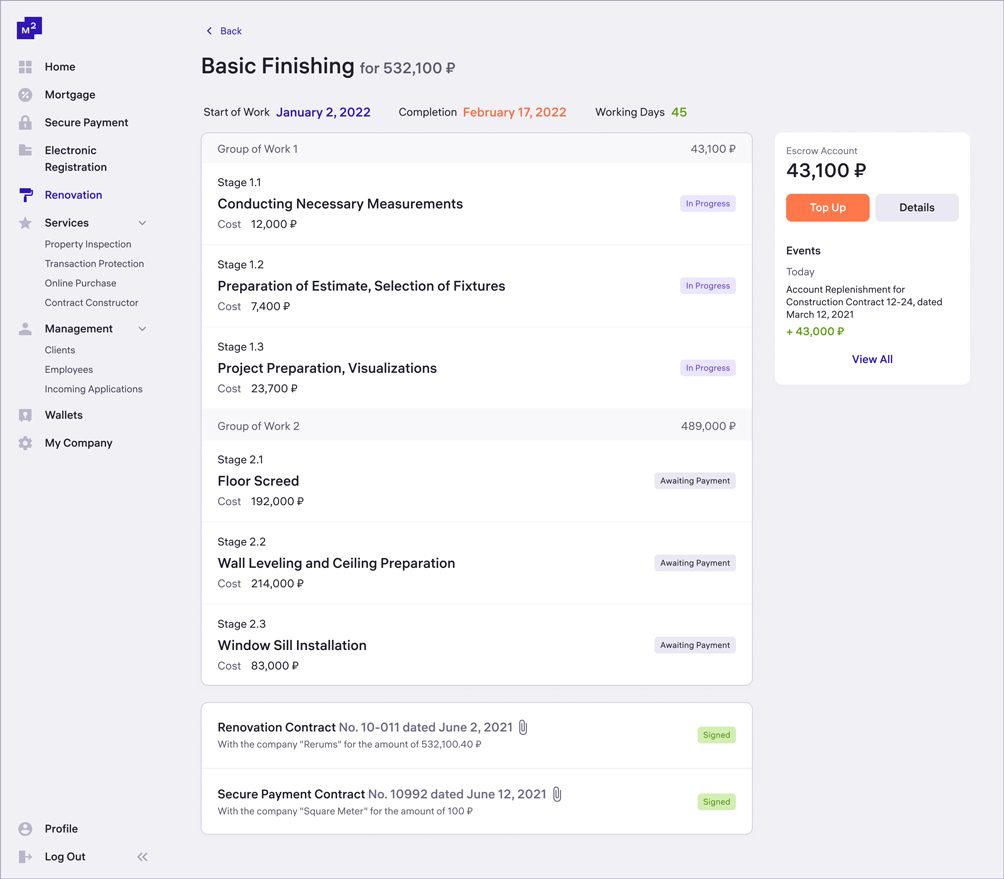 M2
Back
Basic Finishing for 532,100 ₽
Start of Work January 2, 2022 Completion February 17, 2022 Working Days 45
Home
Mortgage
Secure Payment
Electronic
Registration
Renovation
Services
Property Inspection
Transaction Protection
Online Purchase
Contract Constructor
Management
Clients
Employees
Incoming Applications
Wallets
My Company
Profile
Log Out
Group of Work 1 43,100 ₽
Stage 1.1
Conducting Necessary Measurements In Progress
Cost 12,000 ₽
Stage 1.2
Preparation of Estimate, Selection of Fixtures In Progress
Cost 7,400 ₽
Stage 1.3
Project Preparation, Visualizations In Progress
Cost 23,700 ₽
Group of Work 2 489,000 ₽
Stage 2.1
Floor Screed Awaiting Payment
Cost 192,000 ₽
Stage 2.2
Wall Leveling and Ceiling Preparation Awaiting Payment
Cost 214,000 ₽
Stage 2.3
Window Sill Installation Awaiting Payment
Cost 83,000 ₽
Renovation Contract No. 10-011 dated June 2, 2021 Signed
With the company "Rerums" for the amount of 532,100.40 ₽
Secure Payment Contract No. 10992 dated June 12, 2021 Signed
With the company "Square Meter" for the amount of 100 ₽
Escrow Account
43,100 ₽
Top Up Details
Events
Today
Account Replenishment for
Construction Contract 12-24, dated
March 12, 2021
+ 43,000 ₽
View All